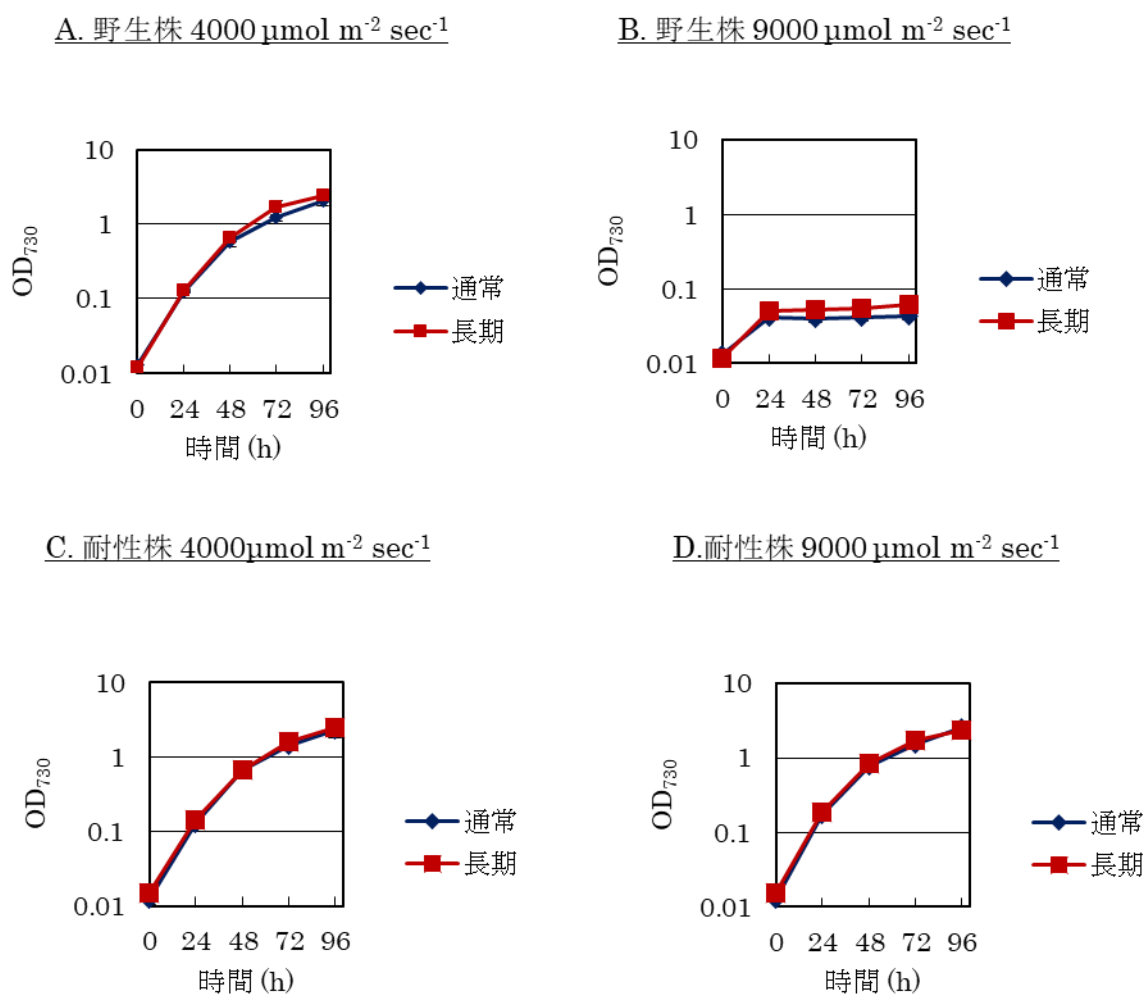 A. 野生株 4000 µmol m-2 sec-1
B. 野生株 9000 µmol m-2 sec-1
10
1
0.1
0.01
OD730
0 24 48 72 96
時間 (h)
通常
長期
10
1
0.1
0.01
OD730
0 24 48 72 96
時間 (h)
通常
長期
C. 耐性株 4000µmol m-2 sec-1
D.耐性株 9000 µmol m-2 sec-1
10
1
0.1
0.01
OD730
0 24 48 72 96
時間 (h)
通常
長期
10
1
0.1
0.01
OD730
0 24 48 72 96
時間 (h)
通常
長期